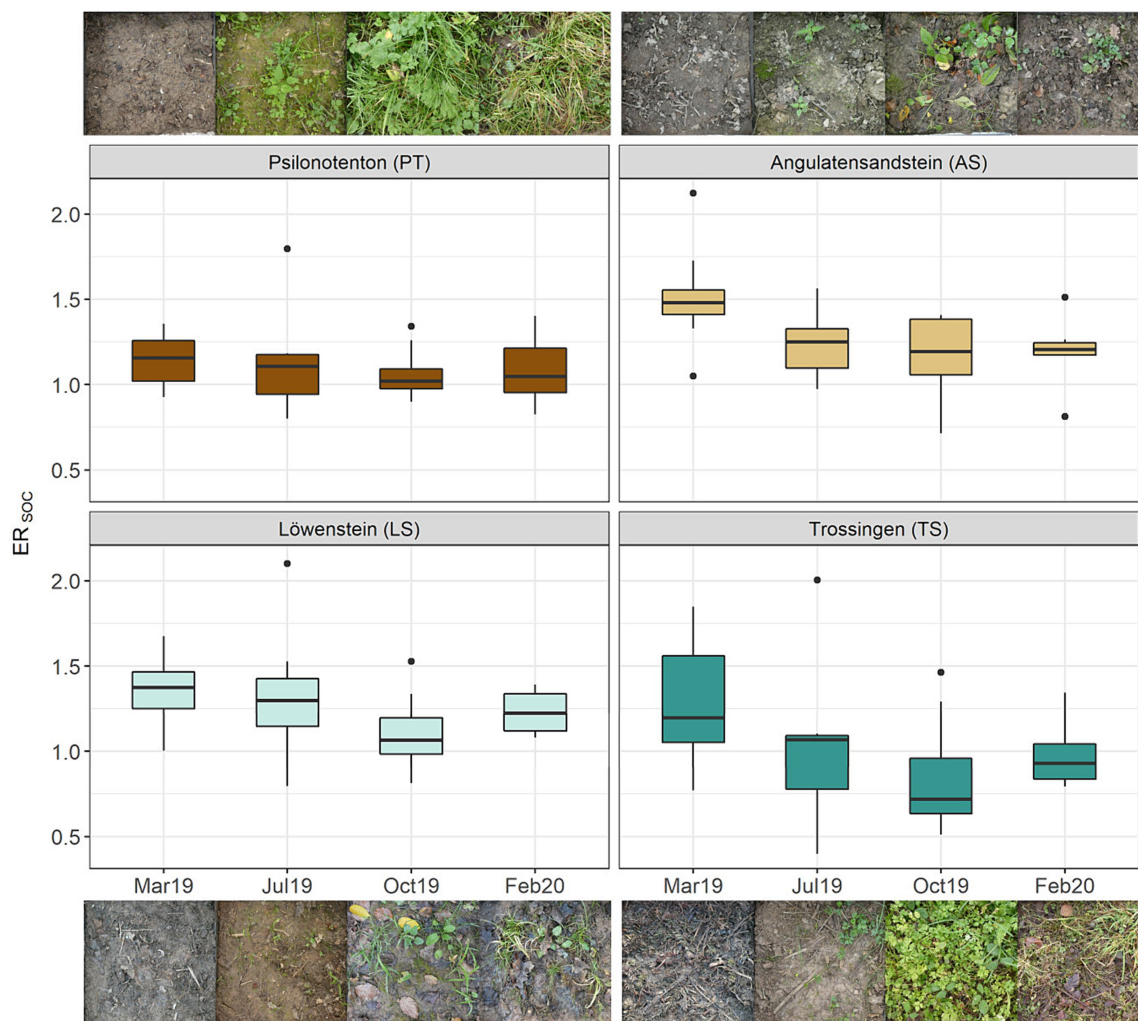 Psilonotenton (PT)
Angulatensandstein (AS)
2.0
1.5
1.0
0.5
ER SOC
Löwenstein (LS)
Trossingen (TS)
2.0
1.5
1.0
0.5
Mar19 Jul19 Oct19 Feb20
Mar19 Jul19 Oct19 Feb20